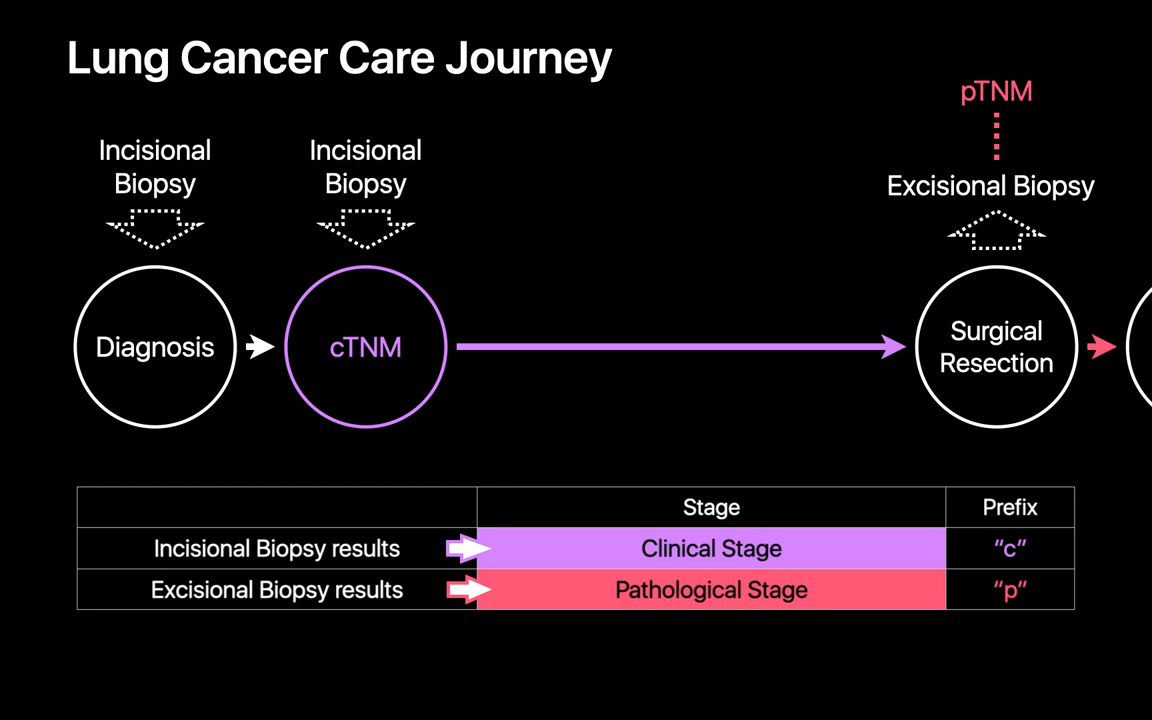 Lung Cancer Care Journey
pTNM
Incisional
Biopsy
Incisional
Biopsy
Excisional Biopsy
Diagnosis
cTNM
Surgical
Resection
Stage Prefix
Incisional Biopsy results Clinical Stage “c”
Excisional Biopsy results Pathological Stage “p”